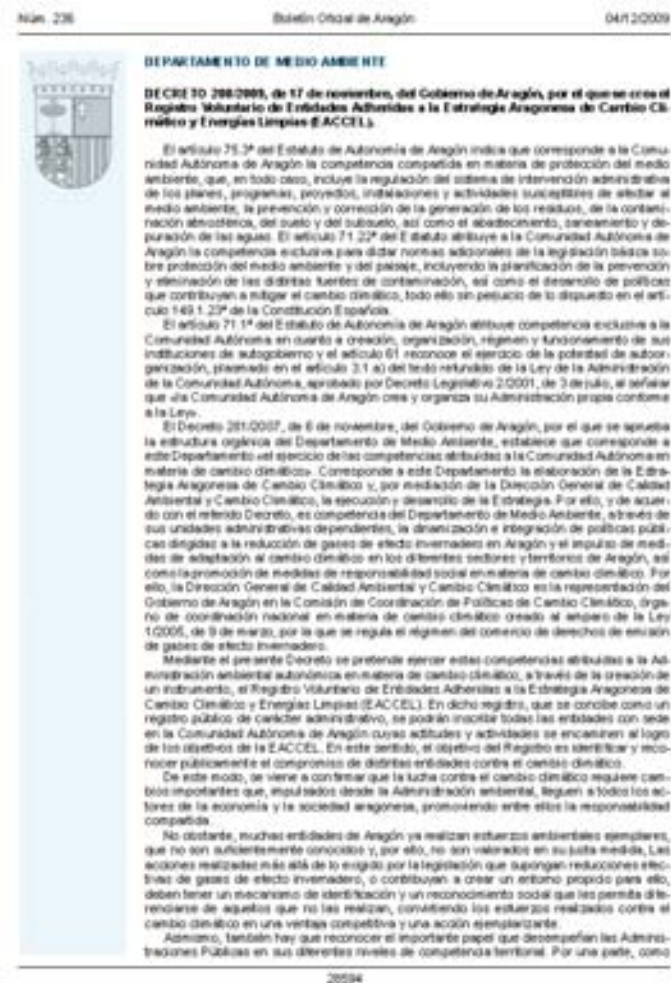 Núm. 236 Boletín Oficial de Aragón 04/12/2009
DEPARTAMENTO DE MEDIO AMBIENTE
DECRETO 200/2009, de 17 de noviembre, del Gobierno de Aragón, por el que se crea el
Registro Voluntario de Entidades Adheridas a la Estrategia Aragonesa de Cambio Cli-
mático y Energías Limpias (EACCEL).
El artículo 75.3ª del Estatuto de Autonomía de Aragón indica que corresponde a la Comu-
nidad Autónoma de Aragón la competencia compartida en materia de protección del medio
ambiente, que, en todo caso, incluye la regulación del sistema de intervención administrativa
de los planes, programas, proyectos, instalaciones y actividades susceptibles de afectar al
medio ambiente, la prevención y corrección de la generación de los residuos, de la contami-
nación atmosférica, del suelo y del subsuelo, así como el abastecimiento, saneamiento y de-
puración de las aguas. El artículo 71.22ª del Estatuto atribuye a la Comunidad Autónoma de
Aragón la competencia exclusiva para dictar normas adicionales de la legislación básica so-
bre protección del medio ambiente y del paisaje, incluyendo la planificación de la prevención
y eliminación de las distintas fuentes de contaminación, así como el desarrollo de políticas
que contribuyan a mitigar el cambio climático, todo ello sin perjuicio de lo dispuesto en el artí-
culo 149.1.23ª de la Constitución Española.
El artículo 71.1ª del Estatuto de Autonomía de Aragón atribuye competencia exclusiva a la
Comunidad Autónoma en cuanto a creación, organización, régimen y funcionamiento de sus
instituciones de autogobierno y el artículo 61 reconoce el ejercicio de la potestad de autoor-
ganización, plasmado en el artículo 3.1 a) del texto refundido de la Ley de la Administración
de la Comunidad Autónoma, aprobado por Decreto Legislativo 2/2001, de 3 de julio, al señalar
que «la Comunidad Autónoma de Aragón crea y organiza su Administración propia conforme
a la Ley».
El Decreto 281/2007, de 6 de noviembre, del Gobierno de Aragón, por el que se aprueba
la estructura orgánica del Departamento de Medio Ambiente, establece que corresponde a
este Departamento «el ejercicio de las competencias atribuidas a la Comunidad Autónoma en
materia de cambio climático». Corresponde a este Departamento la elaboración de la Estra-
tegia Aragonesa de Cambio Climático y, por mediación de la Dirección General de Calidad
Ambiental y Cambio Climático, la ejecución y desarrollo de la Estrategia. Por ello, y de acuer-
do con el referido Decreto, es competencia del Departamento de Medio Ambiente, a través de
sus unidades administrativas dependientes, la dinamización e integración de políticas públi-
cas dirigidas a la reducción de gases de efecto invernadero en Aragón y el impulso de medi-
das de adaptación al cambio climático en los diferentes sectores y territorios de Aragón, así
como la promoción de medidas de responsabilidad social en materia de cambio climático. Por
ello, la Dirección General de Calidad Ambiental y Cambio Climático es la representación del
Gobierno de Aragón en la Comisión de Coordinación de Políticas de Cambio Climático, órga-
no de coordinación nacional en materia de cambio climático creado al amparo de la Ley
1/2005, de 9 de marzo, por la que se regula el régimen del comercio de derechos de emisión
de gases de efecto invernadero.
Mediante el presente Decreto se pretende ejercer estas competencias atribuidas a la Ad-
ministración ambiental autonómica en materia de cambio climático, a través de la creación de
un instrumento, el Registro Voluntario de Entidades Adheridas a la Estrategia Aragonesa de
Cambio Climático y Energías Limpias (EACCEL). En dicho registro, que se concibe como un
registro público de carácter administrativo, se podrán inscribir todas las entidades con sede
en la Comunidad Autónoma de Aragón cuyas actitudes y actividades se encaminen al logro
de los objetivos de la EACCEL. En este sentido, el objetivo del Registro es identificar y reco-
nocer públicamente el compromiso de distintas entidades contra el cambio climático.
De este modo, se viene a confirmar que la lucha contra el cambio climático requiere cam-
bios importantes que, impulsados desde la Administración ambiental, lleguen a todos los ac-
tores de la economía y la sociedad aragonesa, promoviendo entre ellos la responsabilidad
compartida.
No obstante, muchas entidades de Aragón ya realizan esfuerzos ambientales ejemplares,
que no son suficientemente conocidos y, por ello, no son valorados en su justa medida. Las
acciones realizadas más allá de lo exigido por la legislación que supongan reducciones efec-
tivas de gases de efecto invernadero, o contribuyan a crear un entorno propicio para ello,
deben tener un mecanismo de identificación y un reconocimiento social que les permita dife-
renciarse de aquellos que no las realizan, convirtiendo los esfuerzos realizados contra el
cambio climático en una ventaja competitiva y una acción ejemplarizante.
Asimismo, también hay que reconocer el importante papel que desempeñan las Adminis-
traciones Públicas en sus diferentes niveles de competencia territorial. Por una parte, como
28594